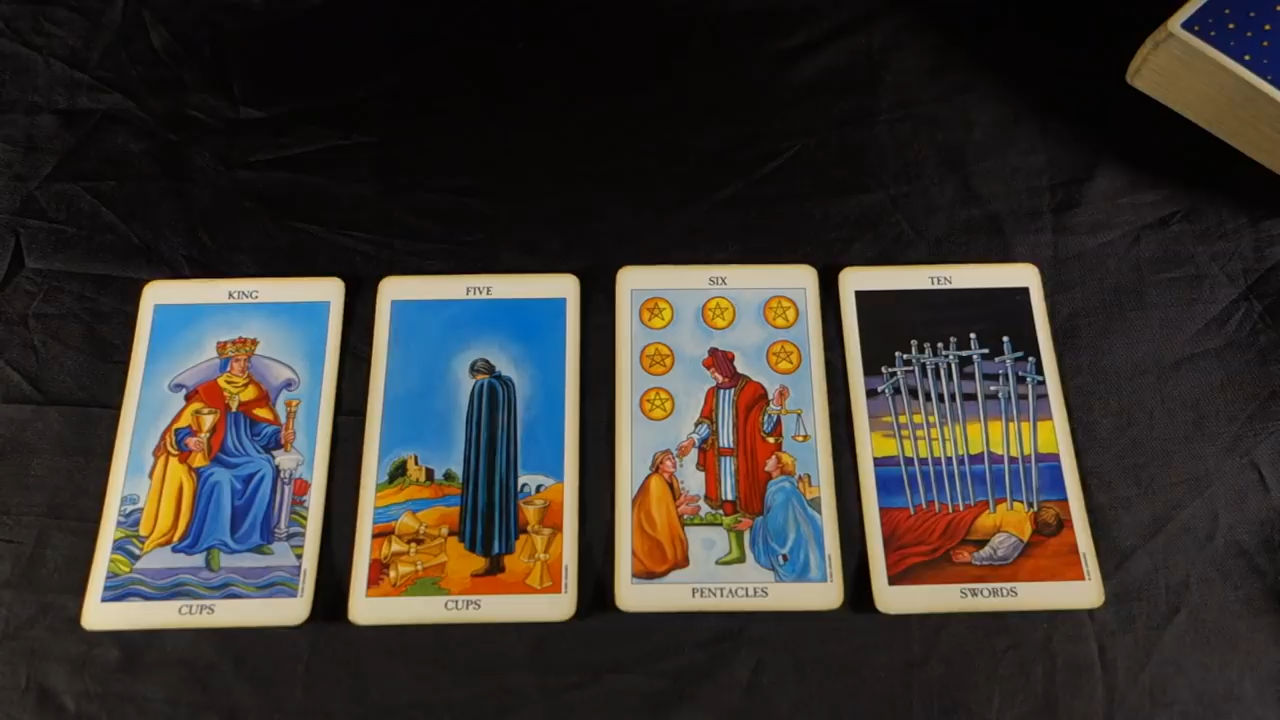 KING
CUPS
FIVE
CUPS
SIX
PENTACLES
TEN
SWORDS